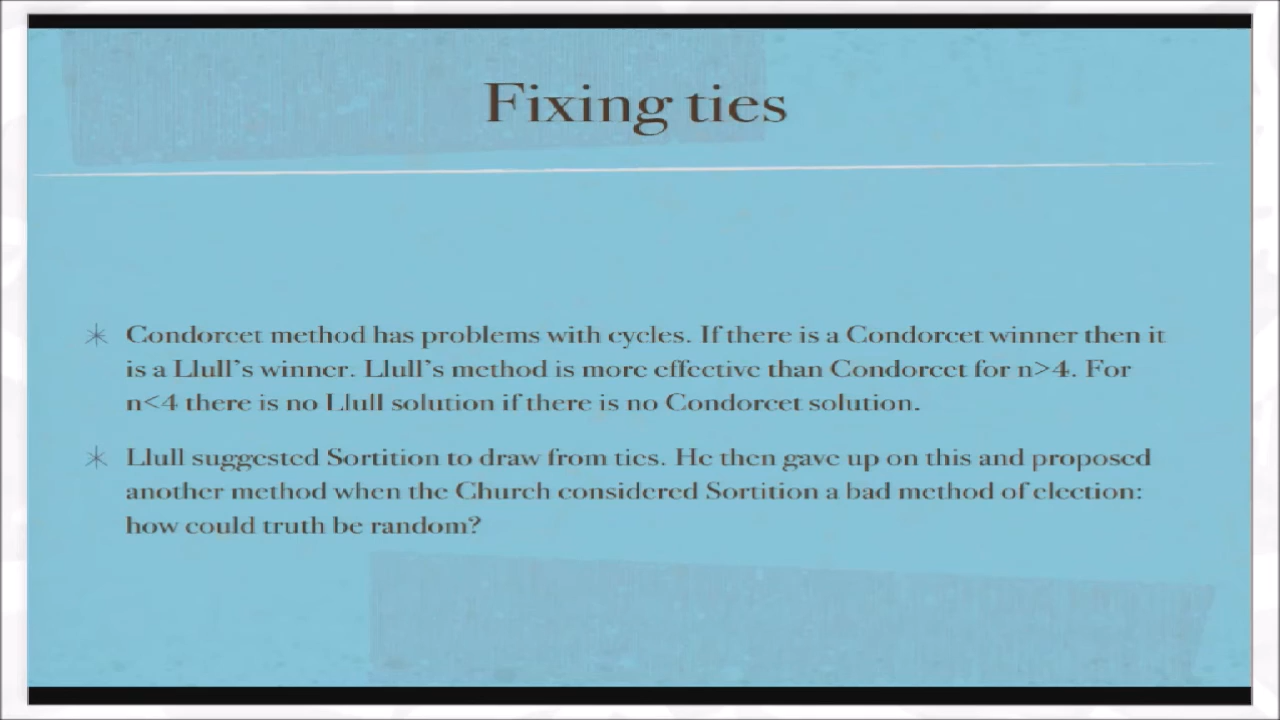 Fixing ties
Condorcet method has problems with cycles. If there is a Condorcet winner then it
is a Llull's winner. Llull's method is more effective than Condorcet for n>4. For
n<4 there is no Llull solution if there is no Condorcet solution.
Llull suggested Sortition to draw from ties. He then gave up on this and proposed
another method when the Church considered Sortition a bad method of election:
how could truth be random?